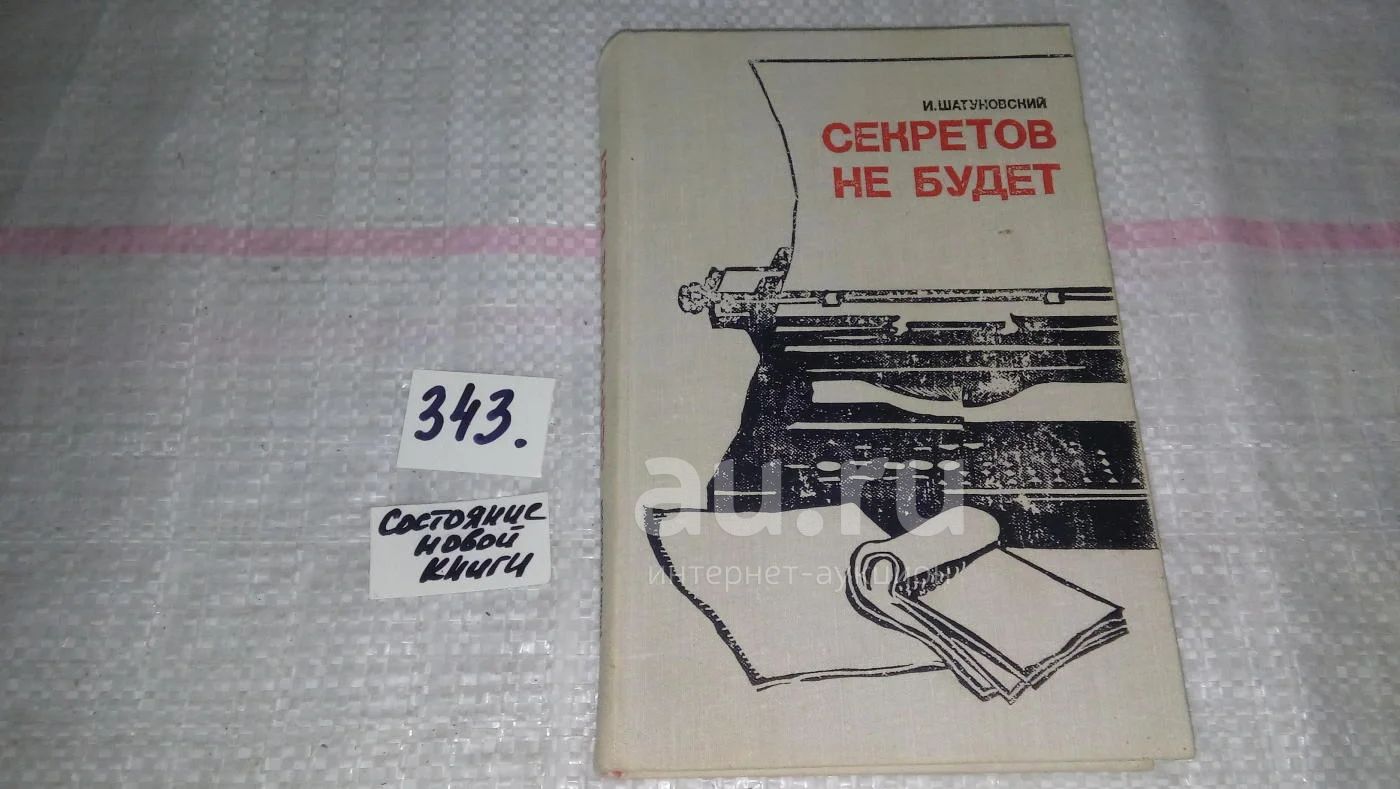 И.ШАТУНОВСКИЙ
СЕКРЕТОВ
НЕ БУДЕТ
343.
СОСТОЯНИЕ
НОВОЙ
КНИГИ
au.ru
интернет-аукцион